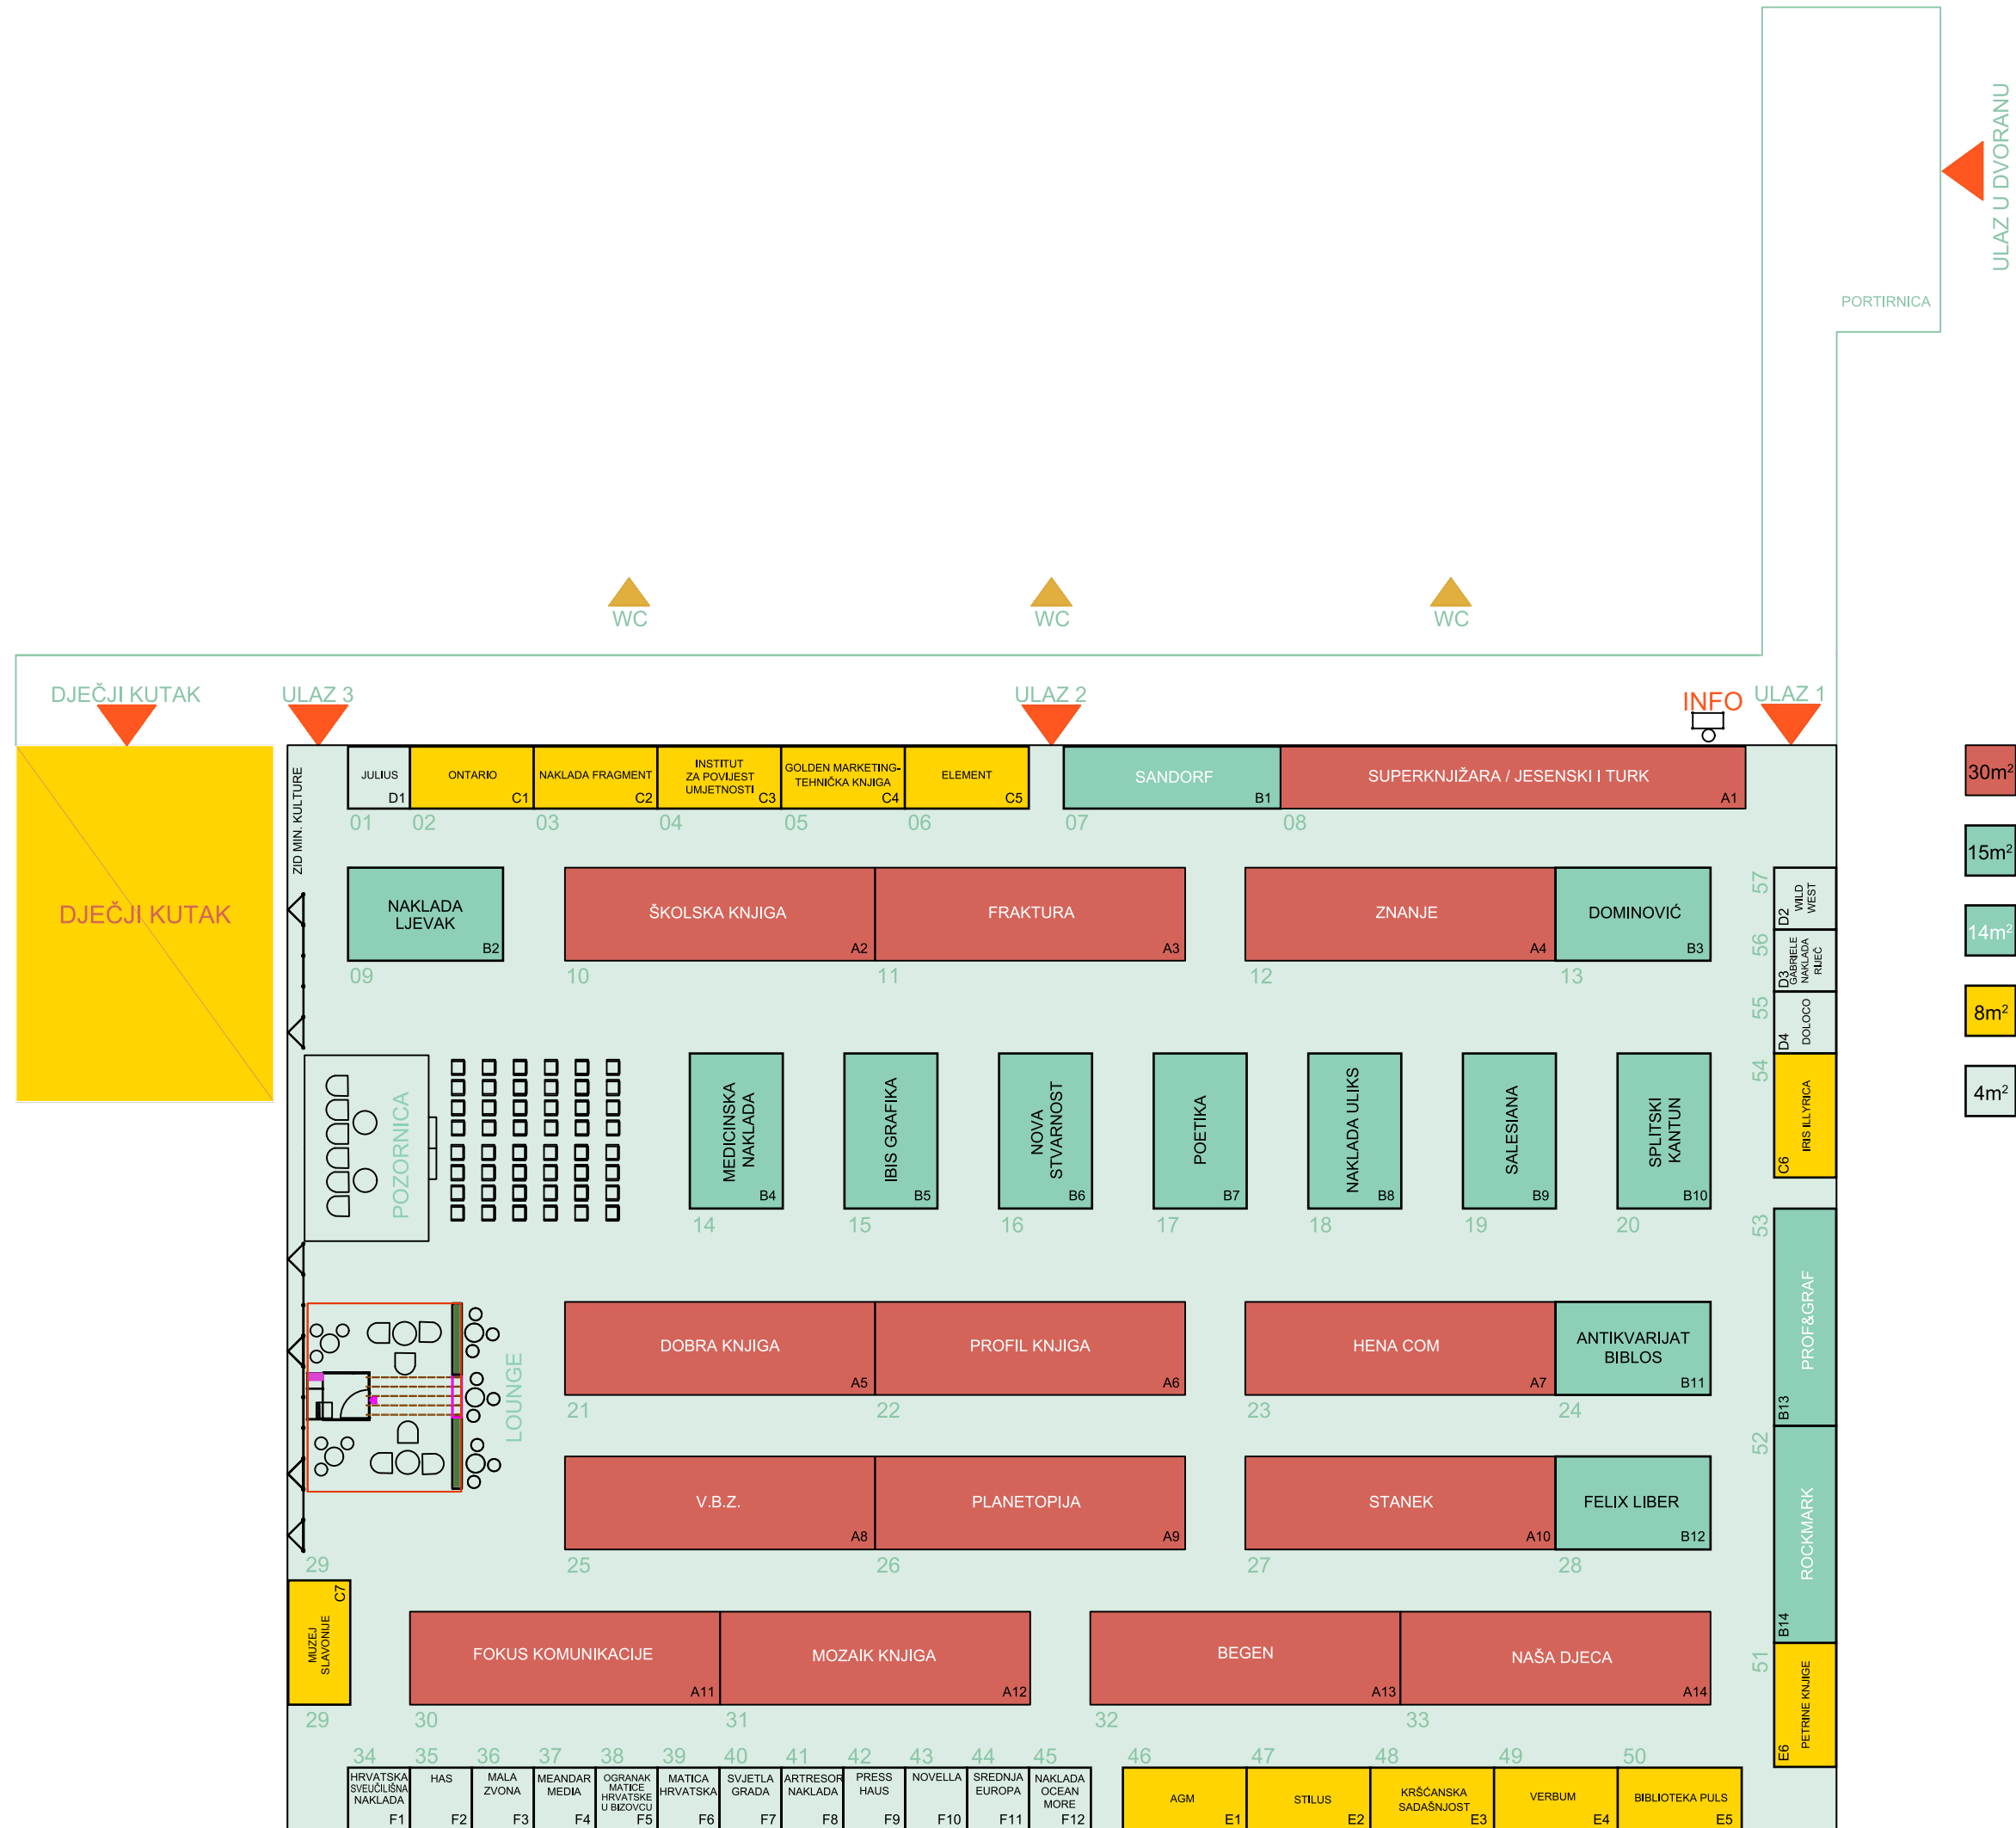 ULAZ U DVORANU
PORTIRNICA
WC
WC
WC
DJEČJI KUTAK
ULAZ 3
ULAZ 2
INFO
ULAZ 1
DJEČJI KUTAK
ZID MIN. KULTURE
JULIUS
D1
ONTARIO
C1
NAKLADA FRAGMENT
C2
INSTITUT
ZA POVIJEST
UMJETNOSTI
C3
GOLDEN MARKETING-
TEHNIČKA KNJIGA
C4
ELEMENT
C5
SANDORF
B1
SUPERKNJIŽARA / JESENSKI I TURK
A1
01
02
03
04
05
06
07
08
30m²
15m²
14m²
8m²
4m²
NAKLADA
LJEVAK
B2
ŠKOLSKA KNJIGA
A2
FRAKTURA
A3
ZNANJE
A4
DOMINOVIĆ
B3
09
10
11
12
13
57
D2
WILD
WEST
56
D3
GABRIELE
NAKLADA
RIJEČ
55
D4
DOLOCO
54
C6
IRIS ILLYRICA
POZORNICA
MEDICINSKA
NAKLADA
B4
IBIS GRAFIKA
B5
NOVA
STVARNOST
B6
POETIKA
B7
NAKLADA ULIKS
B8
SALESIANA
B9
SPLITSKI
KANTUN
B10
14
15
16
17
18
19
20
53
PROF&GRAF
B13
LOUNGE
DOBRA KNJIGA
A5
PROFIL KNJIGA
A6
HENA COM
A7
ANTIKVARIJAT
BIBLOS
B11
21
22
23
24
52
ROCKMARK
B14
V.B.Z.
A8
PLANETOPIJA
A9
STANEK
A10
FELIX LIBER
B12
29
25
26
27
28
C7
MUZEJ
SLAVONIJE
FOKUS KOMUNIKACIJE
A11
MOZAIK KNJIGA
A12
BEGEN
A13
NAŠA DJECA
A14
51
PETRINE KNJIGE
E6
29
30
31
32
33
34
35
36
37
38
39
40
41
42
43
44
45
46
47
48
49
50
HRVATSKA
SVEUČILIŠNA
NAKLADA
F1
HAS
F2
MALA
ZVONA
F3
MEANDAR
MEDIA
F4
OGRANAK
MATICE
HRVATSKE
U BIZOVCU
F5
MATICA
HRVATSKA
F6
SVJETLA
GRADA
F7
ARTRESOR
NAKLADA
F8
PRESS
HAUS
F9
NOVELLA
F10
SREDNJA
EUROPA
F11
NAKLADA
OCEAN
MORE
F12
AGM
E1
STILUS
E2
KRŠĆANSKA
SADAŠNJOST
E3
VERBUM
E4
BIBLIOTEKA PULS
E5